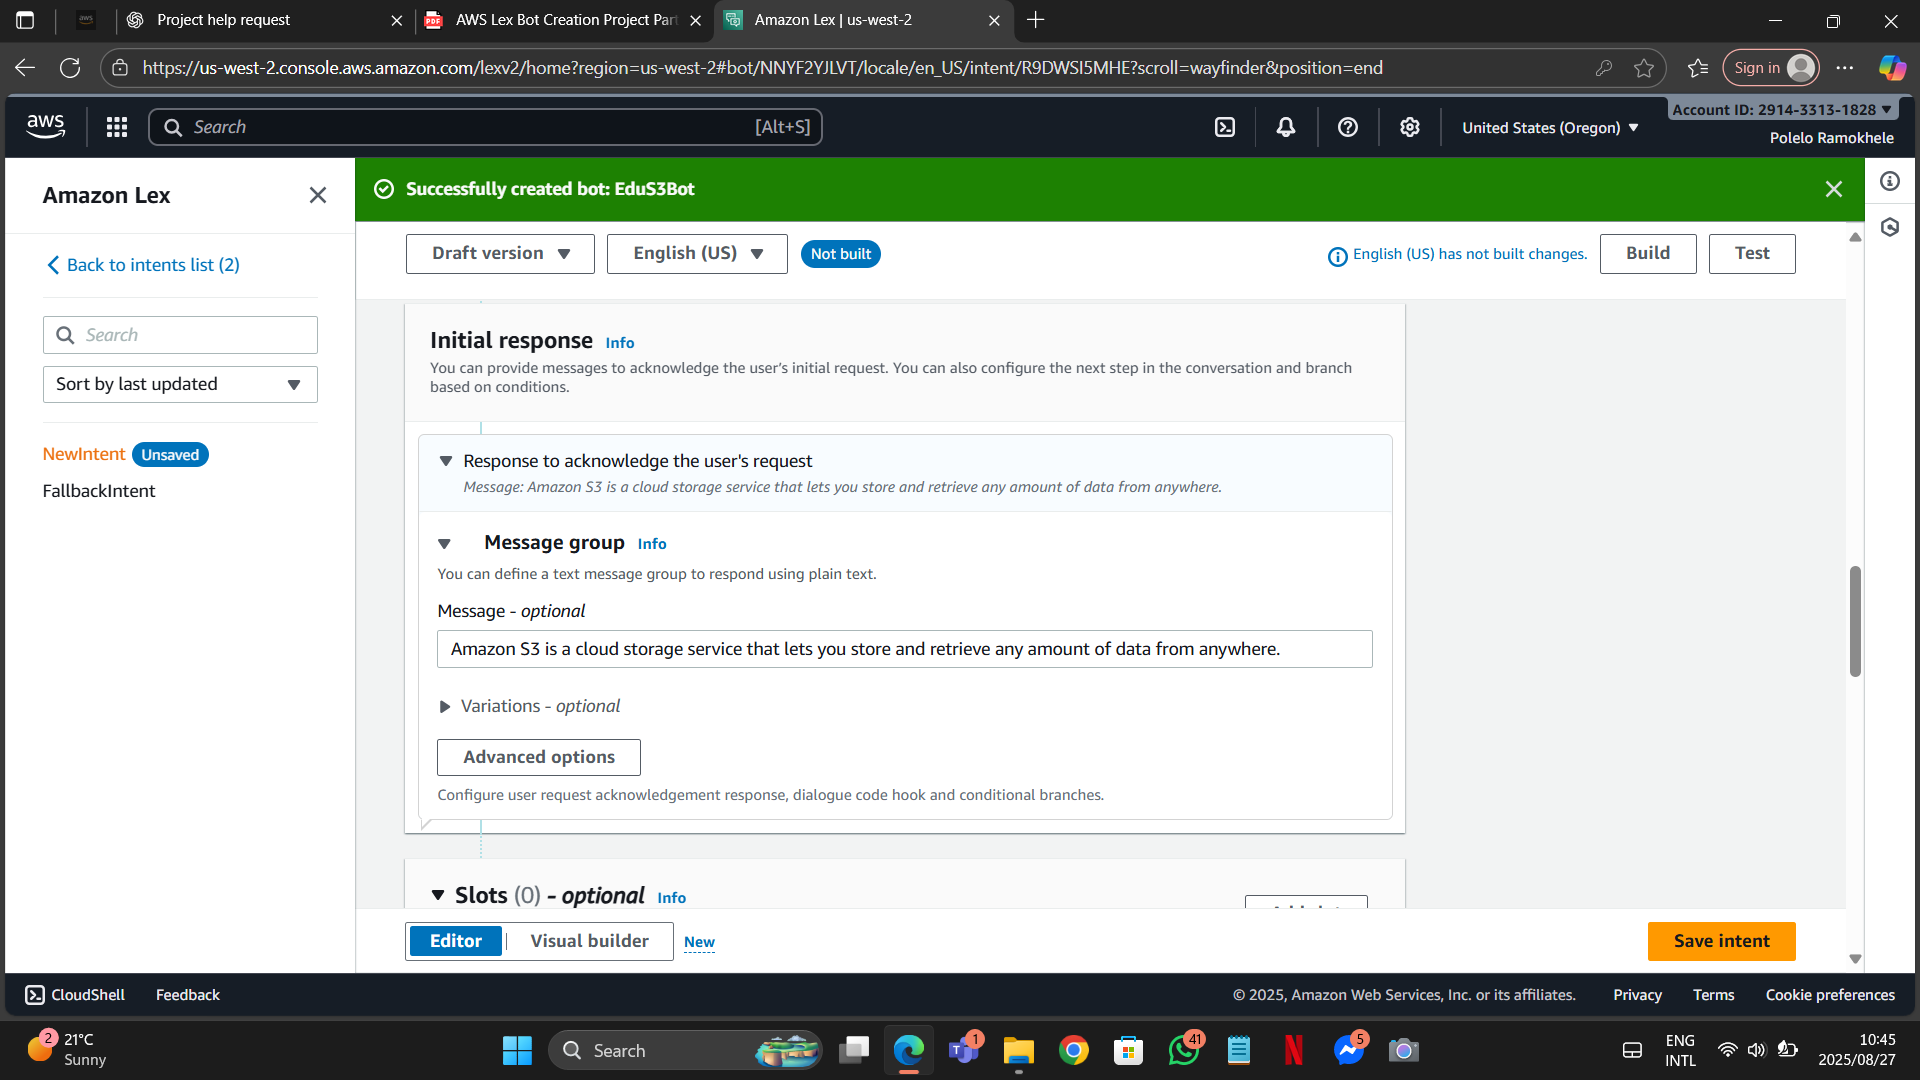 Project help request
AWS Lex Bot Creation Project Part
Amazon Lex | us-west-2
https://us-west-2.console.aws.amazon.com/lexv2/home?region=us-west-2#bot/NNYF2YJLVT/locale/en_US/intent/R9DWSI5MHE?scroll=wayfinder&position=end
Sign in
aws
Search
[Alt+S]
United States (Oregon)
Account ID: 2914-3313-1828
Polelo Ramokhele
Amazon Lex
Successfully created bot: EduS3Bot
Back to intents list (2)
Draft version
English (US)
Not built
English (US) has not built changes.
Build
Test
Search
Sort by last updated
NewIntent
Unsaved
FallbackIntent
Initial response Info
You can provide messages to acknowledge the user's initial request. You can also configure the next step in the conversation and branch
based on conditions.
Response to acknowledge the user's request
Message: Amazon S3 is a cloud storage service that lets you store and retrieve any amount of data from anywhere.
Message group Info
You can define a text message group to respond using plain text.
Message - optional
Amazon S3 is a cloud storage service that lets you store and retrieve any amount of data from anywhere.
Variations - optional
Advanced options
Configure user request acknowledgement response, dialogue code hook and conditional branches.
Slots (0) - optional Info
Editor
Visual builder
New
Save intent
CloudShell
Feedback
© 2025, Amazon Web Services, Inc. or its affiliates.
Privacy
Terms
Cookie preferences
2
21°C
Sunny
Search
1
41
5
ENG
INTL
10:45
2025/08/27